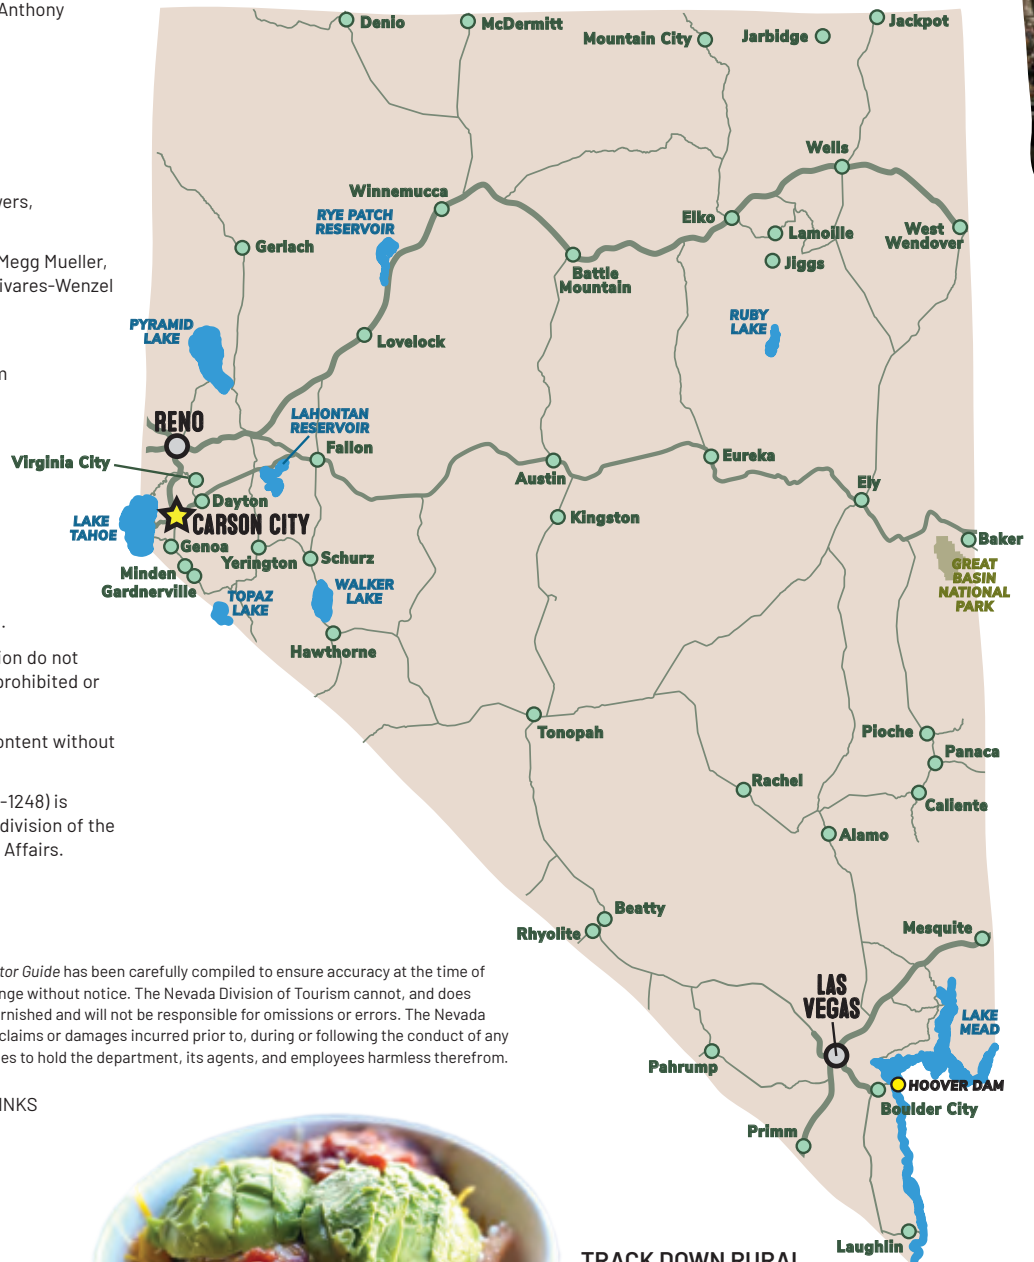 Anthony
vers,
Megg Mueller,
ivares-Wenzel
.
ion do not
prohibited or
ontent without
-1248) is
division of the
Affairs.
Denio
McDermitt
Mountain City
Jarbidge
Jackpot
Wells
Winnemucca
RYE PATCH
RESERVOIR
Elko
Lamoille
West
Wendover
Gerlach
Jiggs
Battle
Mountain
PYRAMID
LAKE
RUBY
LAKE
Lovelock
RENO
LAHONTAN
RESERVOIR
Virginia City
Fallon
Eureka
Austin
Ely
Dayton
LAKE
TAHOE
CARSON CITY
Kingston
Genoa
Yerington
Schurz
Baker
Minden
Gardnerville
GREAT
BASIN
NATIONAL
PARK
TOPAZ
LAKE
WALKER
LAKE
Hawthorne
Tonopah
Pioche
Panaca
Rachel
Caliente
Alamo
Beatty
Rhyolite
Mesquite
LAS
VEGAS
LAKE
MEAD
Pahrump
HOOVER DAM
Boulder City
Primm
Laughlin
tor Guide has been carefully compiled to ensure accuracy at the time of
nge without notice. The Nevada Division of Tourism cannot, and does
rnished and will not be responsible for omissions or errors. The Nevada
claims or damages incurred prior to, during or following the conduct of any
es to hold the department, its agents, and employees harmless therefrom.
INKS
TRACK DOWN RURAL